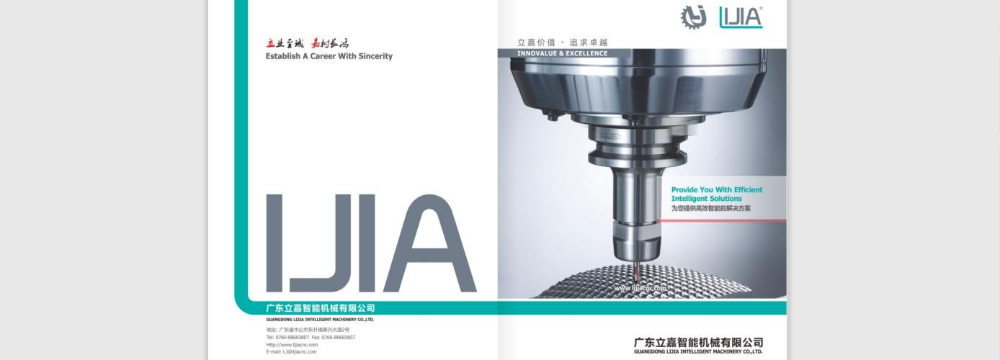 立业至诚 嘉树长鸿
Establish A Career With Sincerity
IJIA
广东立嘉智能机械有限公司
GUANGDONG LIJIA INTELLIGENT MACHINERY CO.,LTD.
地址: 广东省中山市东升镇葵兴大道2号
Tel: 0760-88665807 Fax: 0760-88665807
Http://www.lijiacnc.com
E-mail: LJ@lijiacnc.com
LIJIA®
立嘉价值 · 追求卓越
INNOVALUE & EXCELLENCE
Provide You With Efficient
Intelligent Solutions
为您提供高效智能的解决方案
www.lijiacnc.com
广东立嘉智能机械有限公司
GUANGDONG LIJIA INTELLIGENT MACHINERY CO.,LTD.